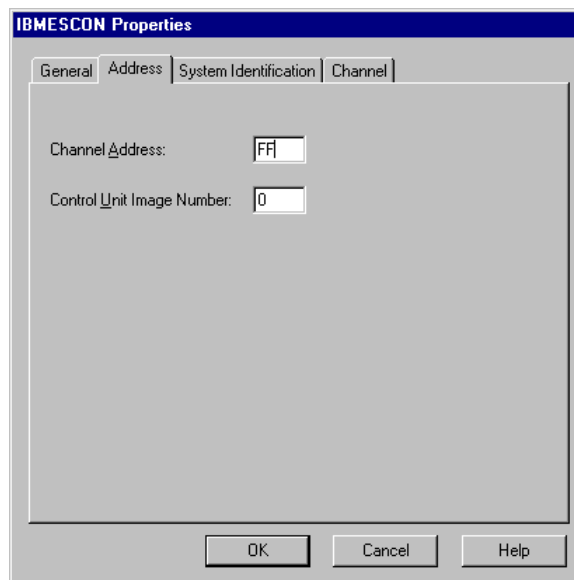 IBMESCON Properties
General Address System Identification Channel
Channel Address: FF
Control Unit Image Number: 0
OK Cancel Help